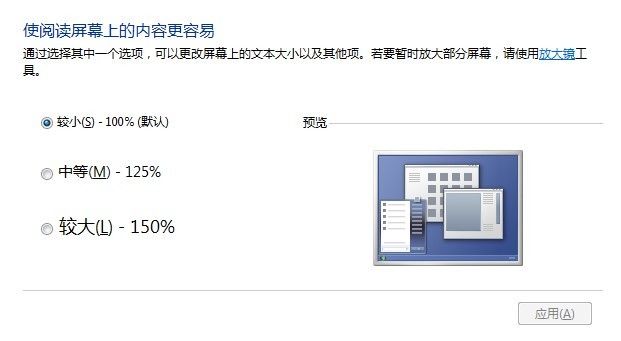 使阅读屏幕上的内容更容易
通过选择其中一个选项，可以更改屏幕上的文本大小以及其他项。若要暂时放大部分屏幕，请使用放大镜工
具。
较小(S) - 100% (默认)
预览
中等(M) - 125%
较大(L) - 150%
应用(A)